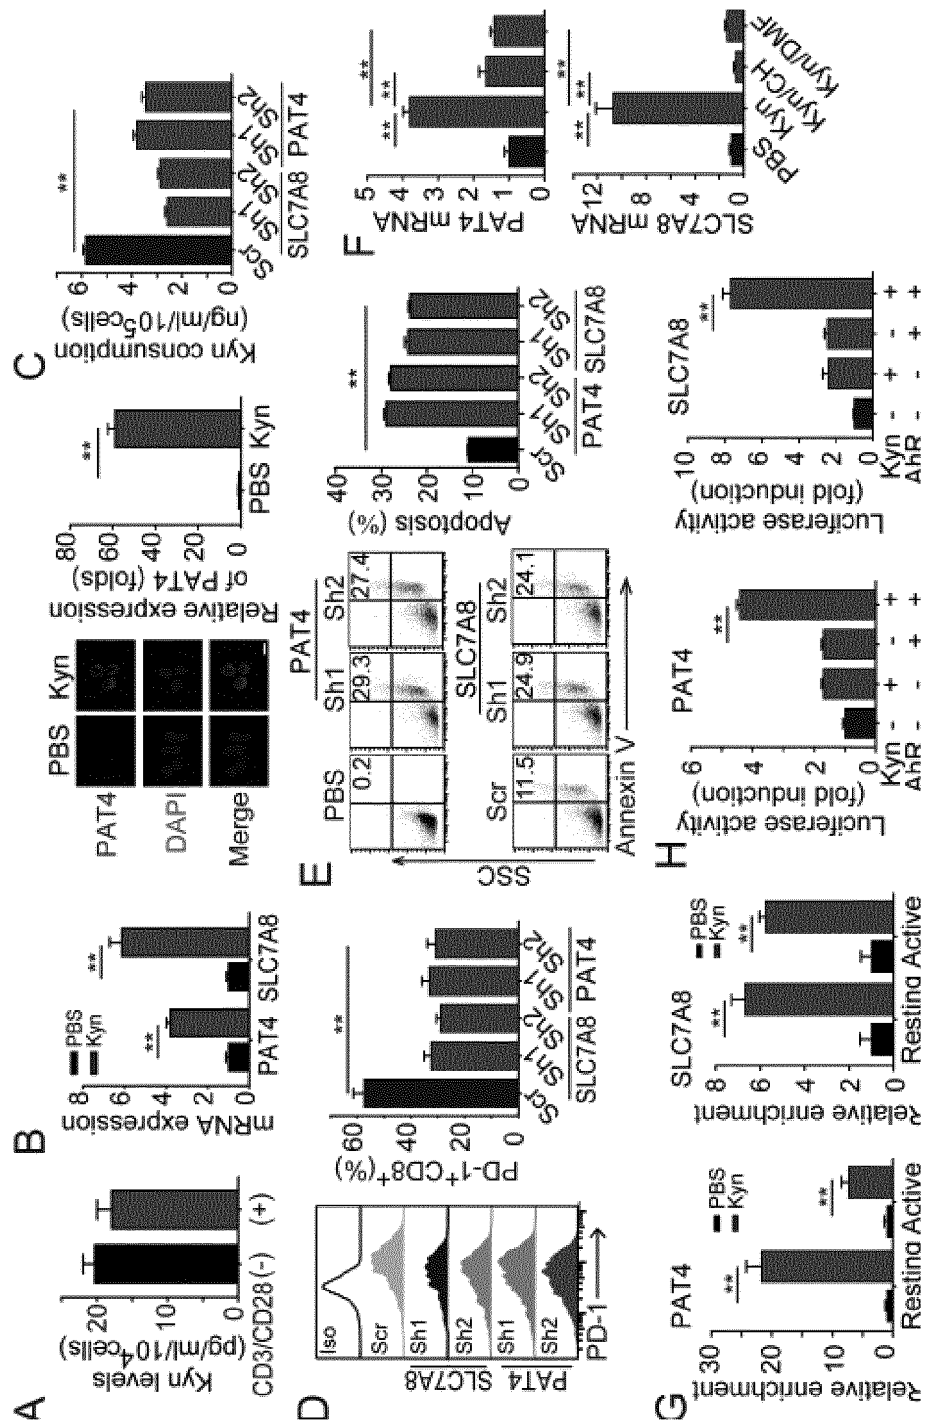 A
Kyn levels
(pg/ml/10⁴cells)
20
10
0
CD3/CD28 (-) (+)
B
mRNA expression
8
6
4
2
0
PBS
Kyn
**
**
PAT4 SLC7A8
PBS Kyn
PAT4
DAPI
Merge
Relative expression
of PAT4 (folds)
80
60
40
20
0
**
PBS Kyn
C
Kyn consumption
(ng/ml/10⁵cells)
6
4
2
0
**
Scr Sh1 Sh2 Sh1 Sh2
SLC7A8 PAT4
D
Iso
Scr
Sh1
Sh2
Sh1
Sh2
SLC7A8
PAT4
PD-1
PD-1⁺CD8⁺(%)
60
40
20
0
**
Scr Sh1 Sh2 Sh1 Sh2
SLC7A8 PAT4
E
SSC
PAT4
PBS Sh1 Sh2
0.2 29.3 27.4
SLC7A8
Scr Sh1 Sh2
11.5 24.9 24.1
Annexin V
Apoptosis (%)
40
30
20
10
0
**
Scr Sh1 Sh2 Sh1 Sh2
PAT4 SLC7A8
F
PAT4 mRNA
5
4
3
2
1
0
**
**
**
SLC7A8 mRNA
12
8
4
0
**
**
**
PBS Kyn Kyn/CH Kyn/DMF
G
PAT4
Relative enrichment
30
20
10
0
PBS
Kyn
**
**
Resting Active
SLC7A8
Relative enrichment
8
6
4
2
0
PBS
Kyn
**
**
Resting Active
H
PAT4
Luciferase activity
(fold induction)
6
4
2
0
**
Kyn - + - +
AhR - - + +
SLC7A8
Luciferase activity
(fold induction)
10
8
6
4
2
0
**
Kyn - + - +
AhR - - + +